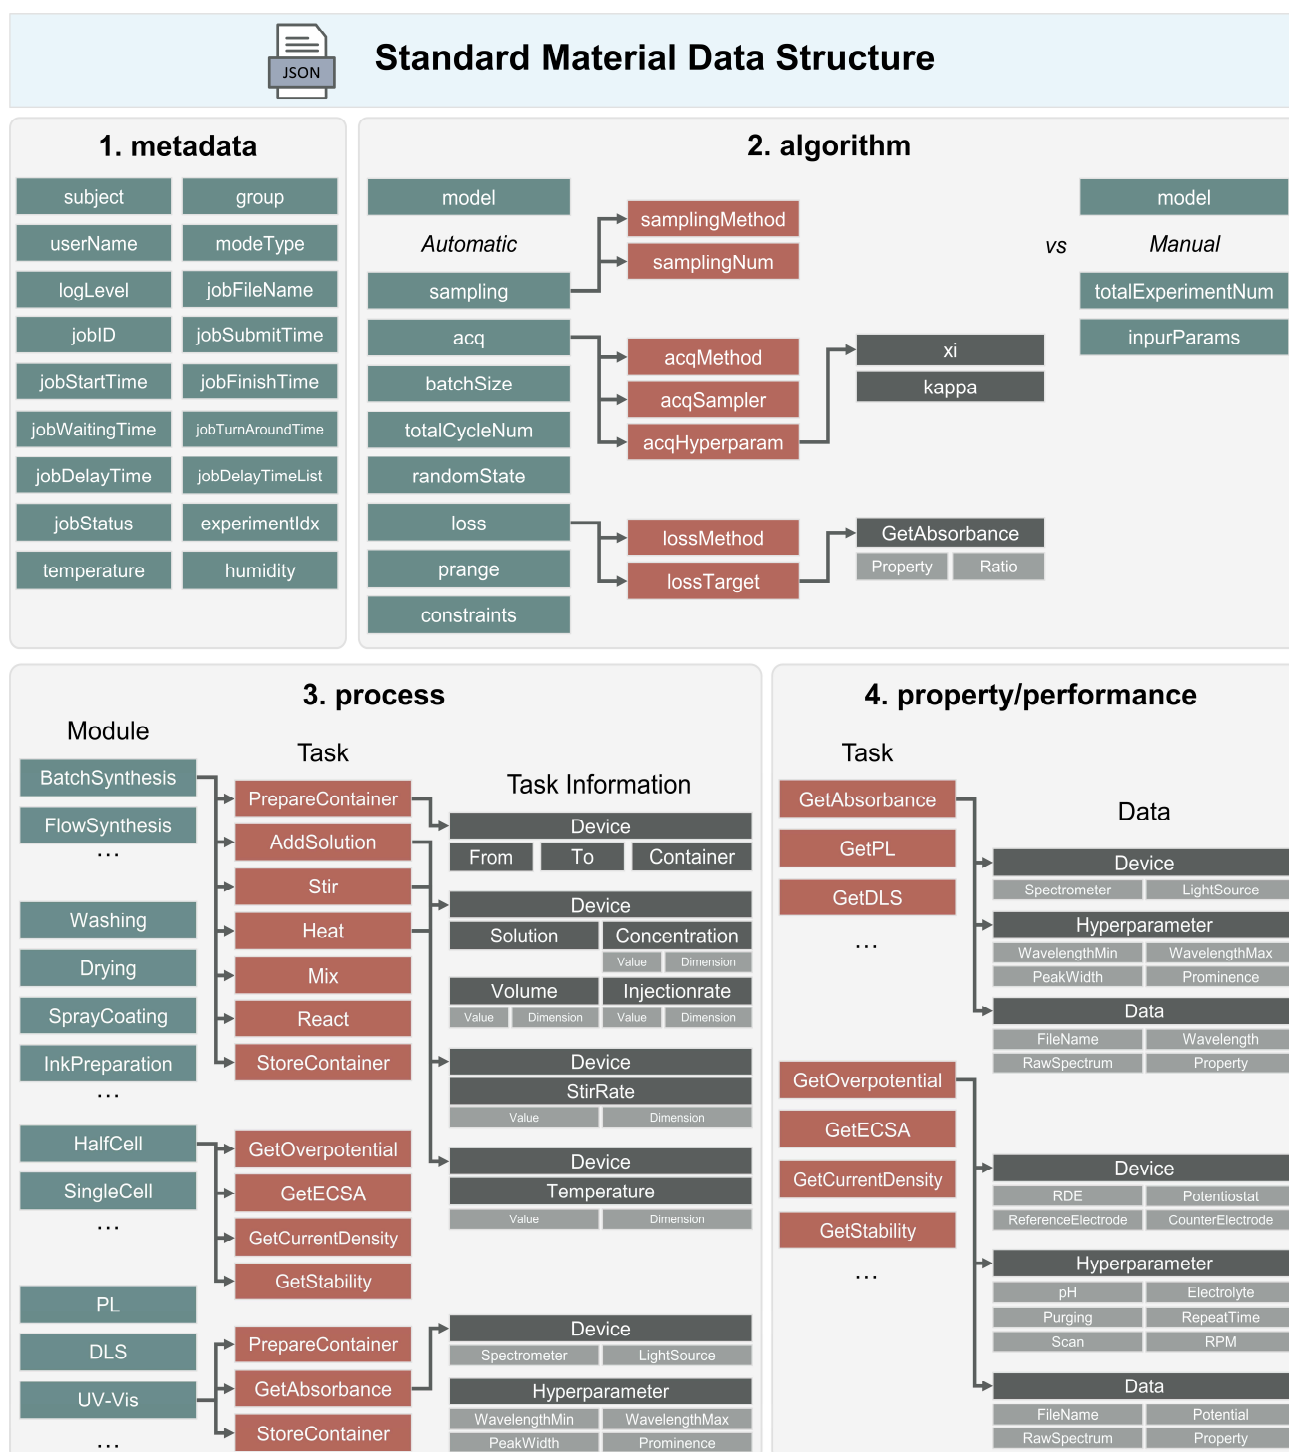 JSON
Standard Material Data Structure
1. metadata
subject
group
userName
modeType
logLevel
jobFileName
jobID
jobSubmitTime
jobStartTime
jobFinishTime
jobWaitingTime
jobTurnAroundTime
jobDelayTime
jobDelayTimeList
jobStatus
experimentIdx
temperature
humidity
2. algorithm
model
Automatic
sampling
acq
batchSize
totalCycleNum
randomState
loss
prange
constraints
samplingMethod
samplingNum
acqMethod
acqSampler
acqHyperparam
lossMethod
lossTarget
xi
kappa
GetAbsorbance
Property
Ratio
vs
model
Manual
totalExperimentNum
inpurParams
3. process
Module
BatchSynthesis
FlowSynthesis
...
Washing
Drying
SprayCoating
InkPreparation
...
HalfCell
SingleCell
...
PL
DLS
UV-Vis
...
Task
PrepareContainer
AddSolution
Stir
Heat
Mix
React
StoreContainer
GetOverpotential
GetECSA
GetCurrentDensity
GetStability
PrepareContainer
GetAbsorbance
StoreContainer
Task Information
Device
From
To
Container
Device
Solution
Concentration
Value
Dimension
Volume
Injectionrate
Value
Dimension
Value
Dimension
Device
StirRate
Value
Dimension
Device
Temperature
Value
Dimension
Device
Spectrometer
LightSource
Hyperparameter
WavelengthMin
WavelengthMax
PeakWidth
Prominence
4. property/performance
Task
GetAbsorbance
GetPL
GetDLS
...
GetOverpotential
GetECSA
GetCurrentDensity
GetStability
...
Data
Device
Spectrometer
LightSource
Hyperparameter
WavelengthMin
WavelengthMax
PeakWidth
Prominence
Data
FileName
Wavelength
RawSpectrum
Property
Device
RDE
Potentiostat
ReferenceElectrode
CounterElectrode
Hyperparameter
pH
Electrolyte
Purging
RepeatTime
Scan
RPM
Data
FileName
Potential
RawSpectrum
Property